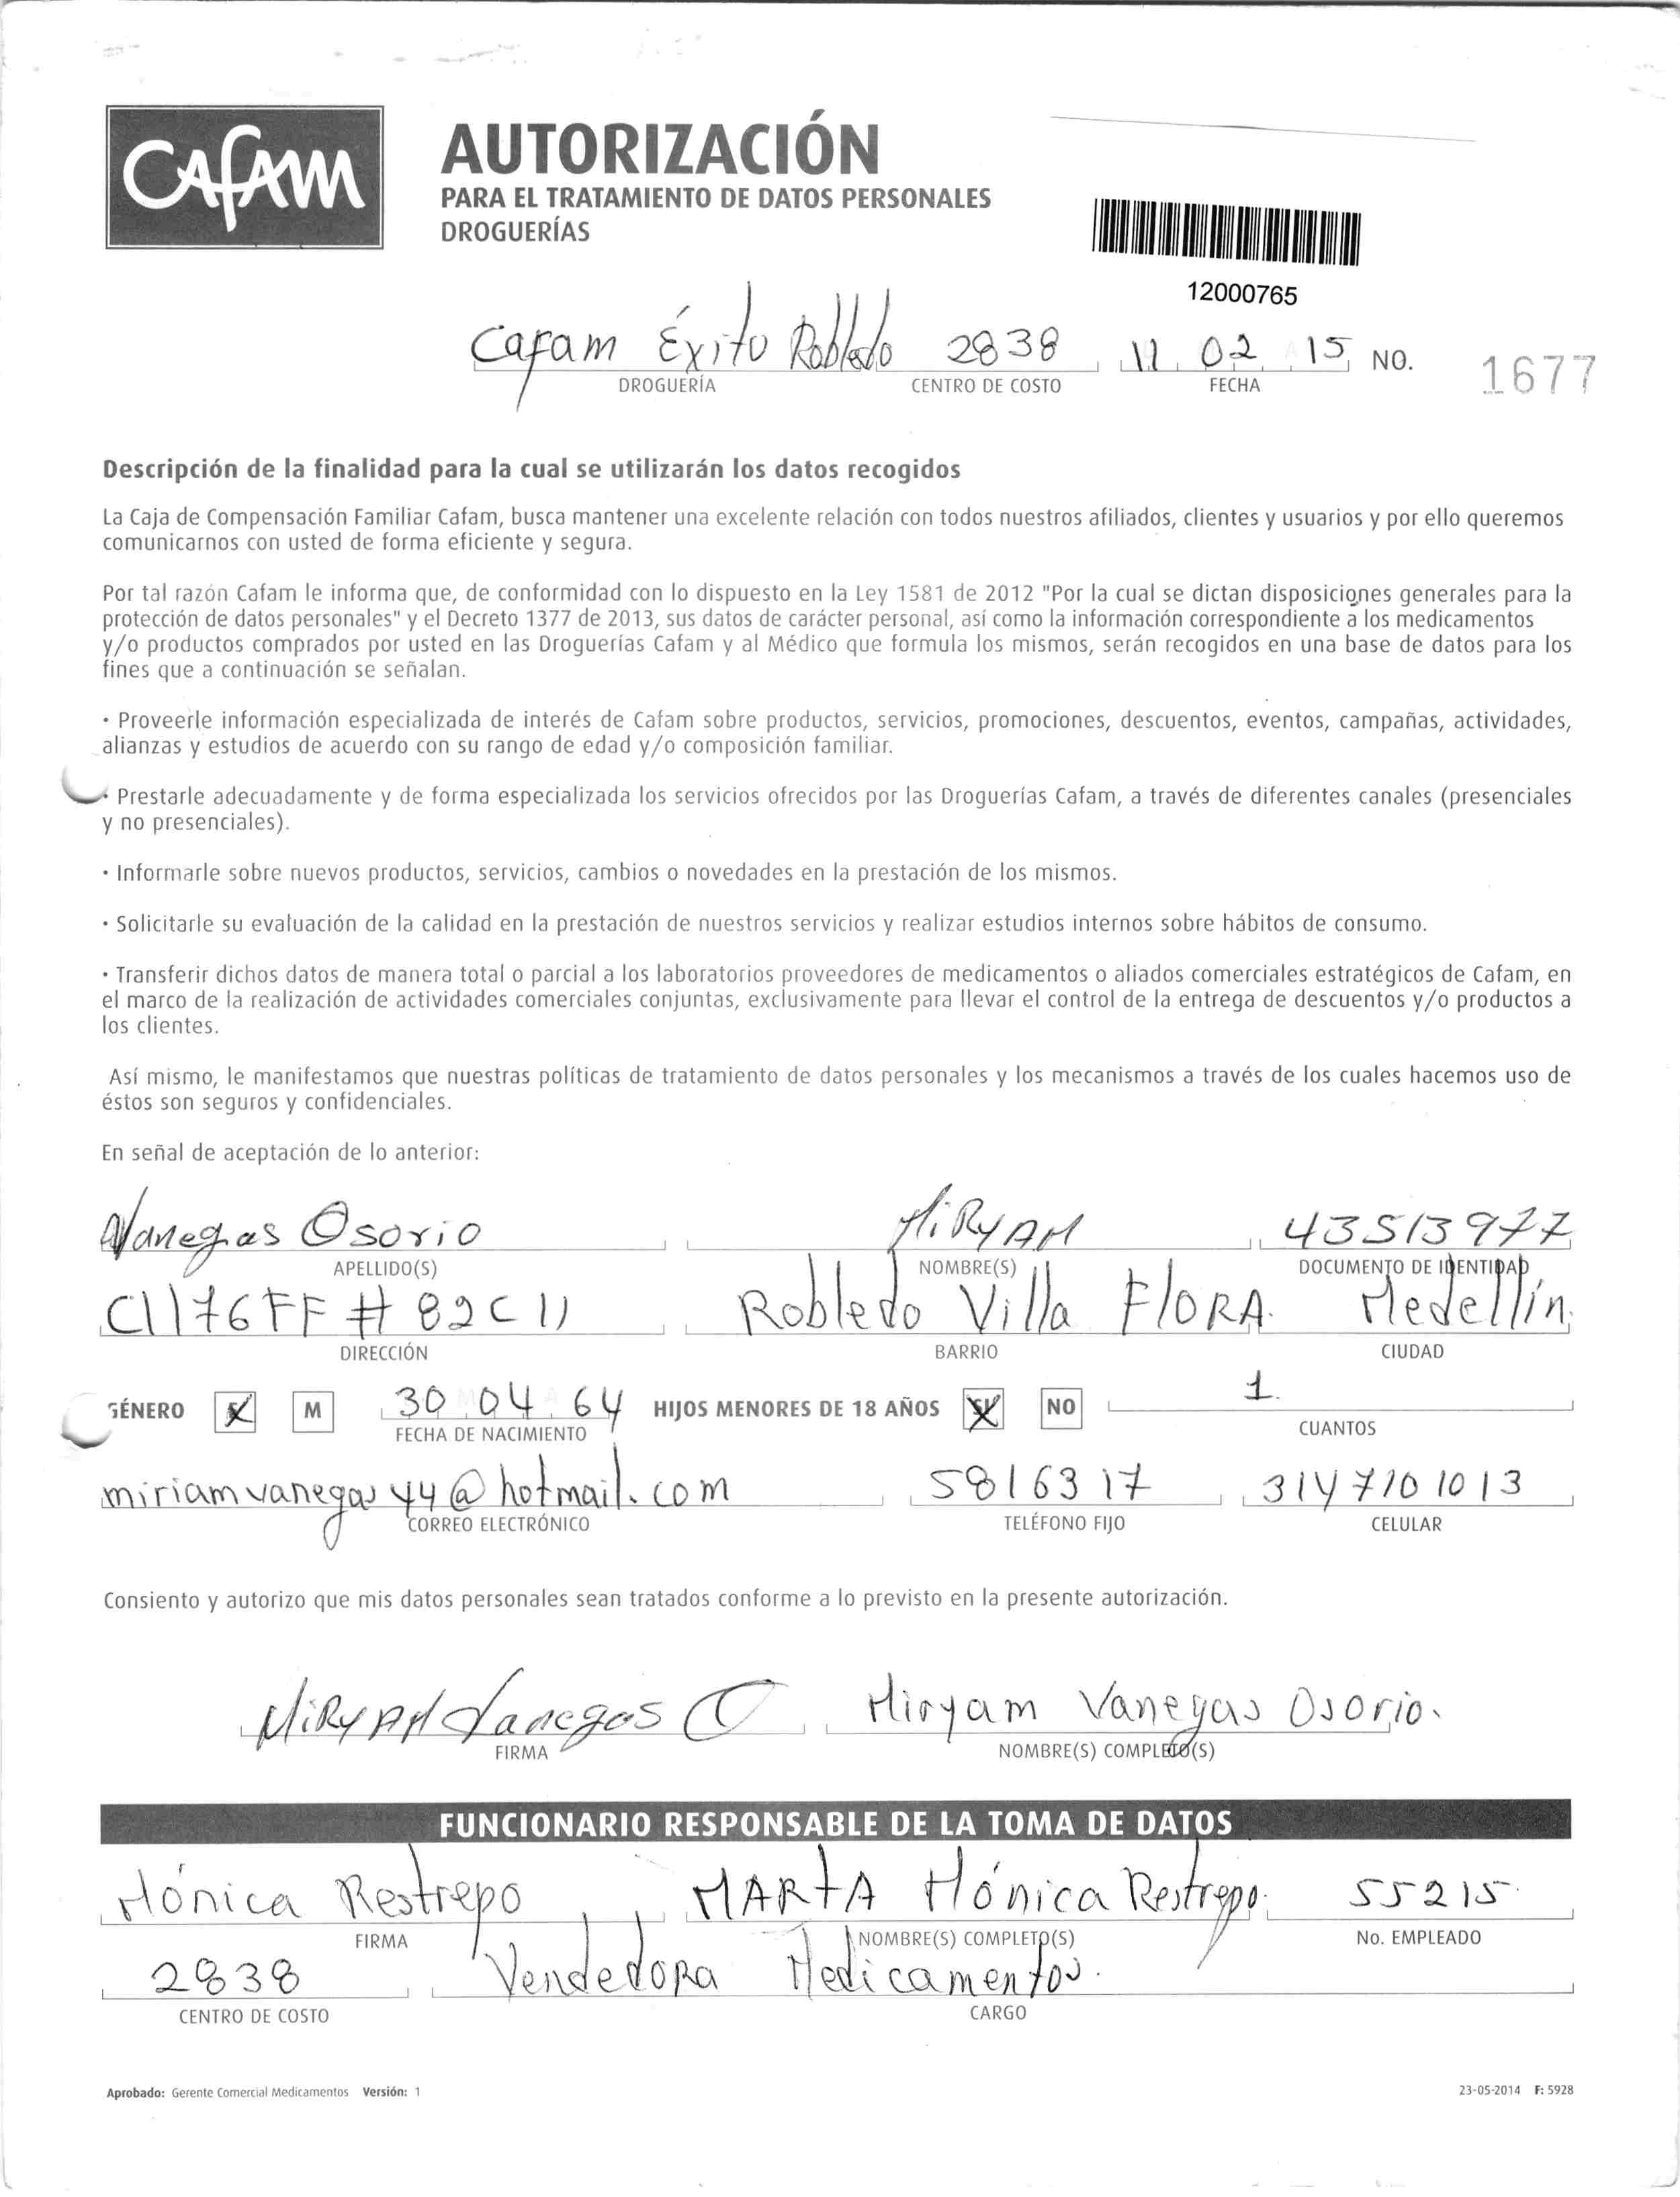 Cafam
AUTORIZACIÓN
PARA EL TRATAMIENTO DE DATOS PERSONALES
DROGUERÍAS
12000765
Cafam Éxito Robledo 2838 11 02 15 NO. 1677
DROGUERÍA CENTRO DE COSTO FECHA
Descripción de la finalidad para la cual se utilizarán los datos recogidos
La Caja de Compensación Familiar Cafam, busca mantener una excelente relación con todos nuestros afiliados, clientes y usuarios y por ello queremos
comunicarnos con usted de forma eficiente y segura.
Por tal razón Cafam le informa que, de conformidad con lo dispuesto en la Ley 1581 de 2012 "Por la cual se dictan disposiciones generales para la
protección de datos personales" y el Decreto 1377 de 2013, sus datos de carácter personal, así como la información correspondiente a los medicamentos
y/o productos comprados por usted en las Droguerías Cafam y al Médico que formula los mismos, serán recogidos en una base de datos para los
fines que a continuación se señalan.
· Proveerle información especializada de interés de Cafam sobre productos, servicios, promociones, descuentos, eventos, campañas, actividades,
alianzas y estudios de acuerdo con su rango de edad y/o composición familiar.
· Prestarle adecuadamente y de forma especializada los servicios ofrecidos por las Droguerías Cafam, a través de diferentes canales (presenciales
y no presenciales).
· Informarle sobre nuevos productos, servicios, cambios o novedades en la prestación de los mismos.
· Solicitarle su evaluación de la calidad en la prestación de nuestros servicios y realizar estudios internos sobre hábitos de consumo.
· Transferir dichos datos de manera total o parcial a los laboratorios proveedores de medicamentos o aliados comerciales estratégicos de Cafam, en
el marco de la realización de actividades comerciales conjuntas, exclusivamente para llevar el control de la entrega de descuentos y/o productos a
los clientes.
Así mismo, le manifestamos que nuestras políticas de tratamiento de datos personales y los mecanismos a través de los cuales hacemos uso de
éstos son seguros y confidenciales.
En señal de aceptación de lo anterior:
Vanegas Osorio MiRyAM 43513977
APELLIDO(S) NOMBRE(S) DOCUMENTO DE IDENTIDAD
Cll76FF # 82C11 Robledo Villa FloRA. Medellín.
DIRECCIÓN BARRIO CIUDAD
GÉNERO F M 30 04 64 HIJOS MENORES DE 18 AÑOS SI NO 1.
FECHA DE NACIMIENTO CUANTOS
miriamvanegas44@hotmail.com 5816317 3147101013
CORREO ELECTRÓNICO TELÉFONO FIJO CELULAR
Consiento y autorizo que mis datos personales sean tratados conforme a lo previsto en la presente autorización.
MiRyAM Vanegas O Miryam Vanegas Osorio.
FIRMA NOMBRE(S) COMPLETO(S)
FUNCIONARIO RESPONSABLE DE LA TOMA DE DATOS
Mónica Restrepo MARTA Mónica Restrepo. 55215
FIRMA NOMBRE(S) COMPLETO(S) No. EMPLEADO
2838 Vendedora Medicamentos.
CENTRO DE COSTO CARGO
Aprobado: Gerente Comercial Medicamentos Versión: 1 23-05-2014 F: 5928